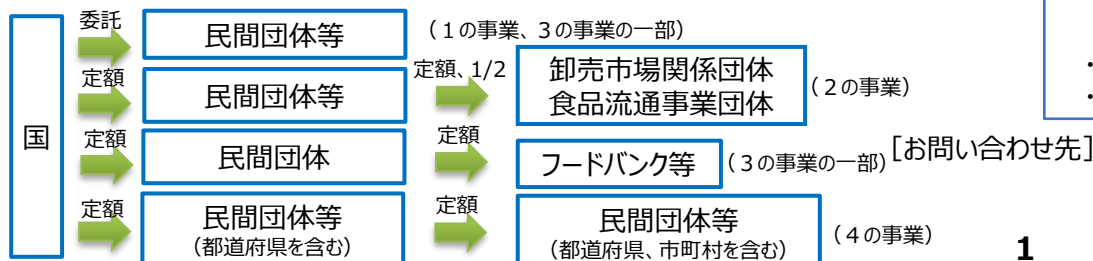 国
委託
民間団体等
(1の事業、3の事業の一部)
定額
民間団体等
定額、1/2
卸売市場関係団体
食品流通事業団体
(2の事業)
定額
民間団体
定額
フードバンク等
(3の事業の一部)
[お問い合わせ先]
定額
民間団体等
(都道府県を含む)
定額
民間団体等
(都道府県、市町村を含む)
(4の事業)
・
・
1